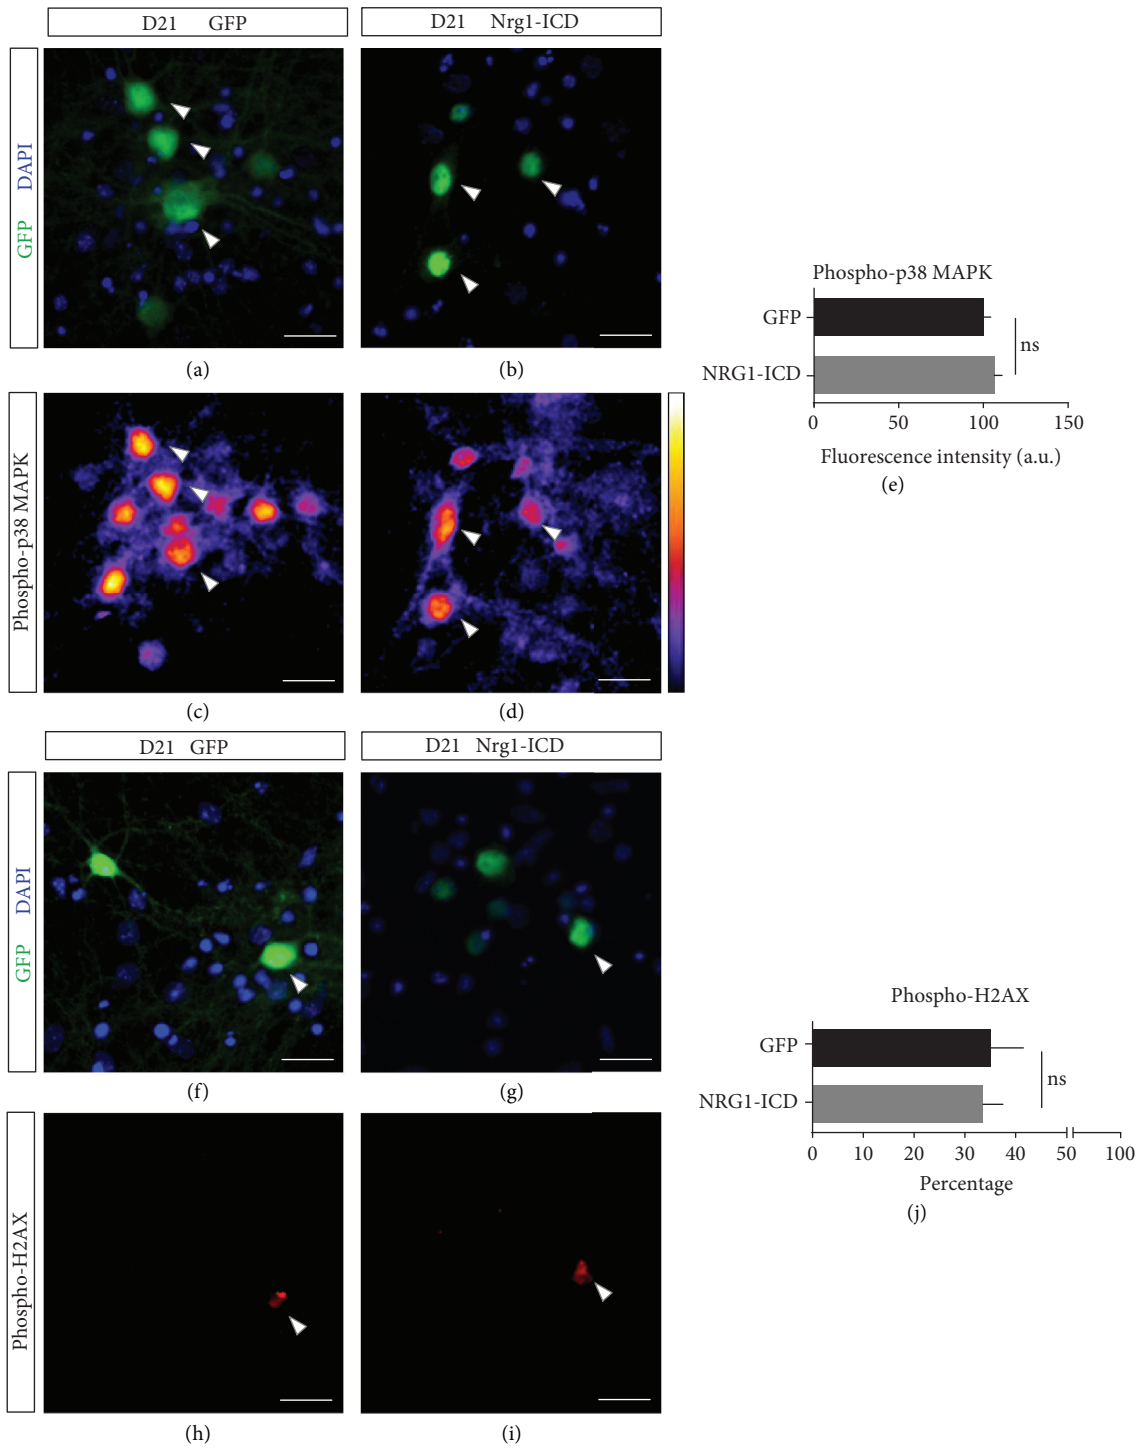 D21 GFP
D21 Nrg1-ICD
GFP DAPI
(a)
(b)
Phospho-p38 MAPK
GFP
NRG1-ICD
ns
0 50 100 150
Fluorescence intensity (a.u.)
(e)
Phospho-p38 MAPK
(c)
(d)
D21 GFP
D21 Nrg1-ICD
GFP DAPI
(f)
(g)
Phospho-H2AX
GFP
NRG1-ICD
ns
0 10 20 30 40 50 100
Percentage
(j)
Phospho-H2AX
(h)
(i)